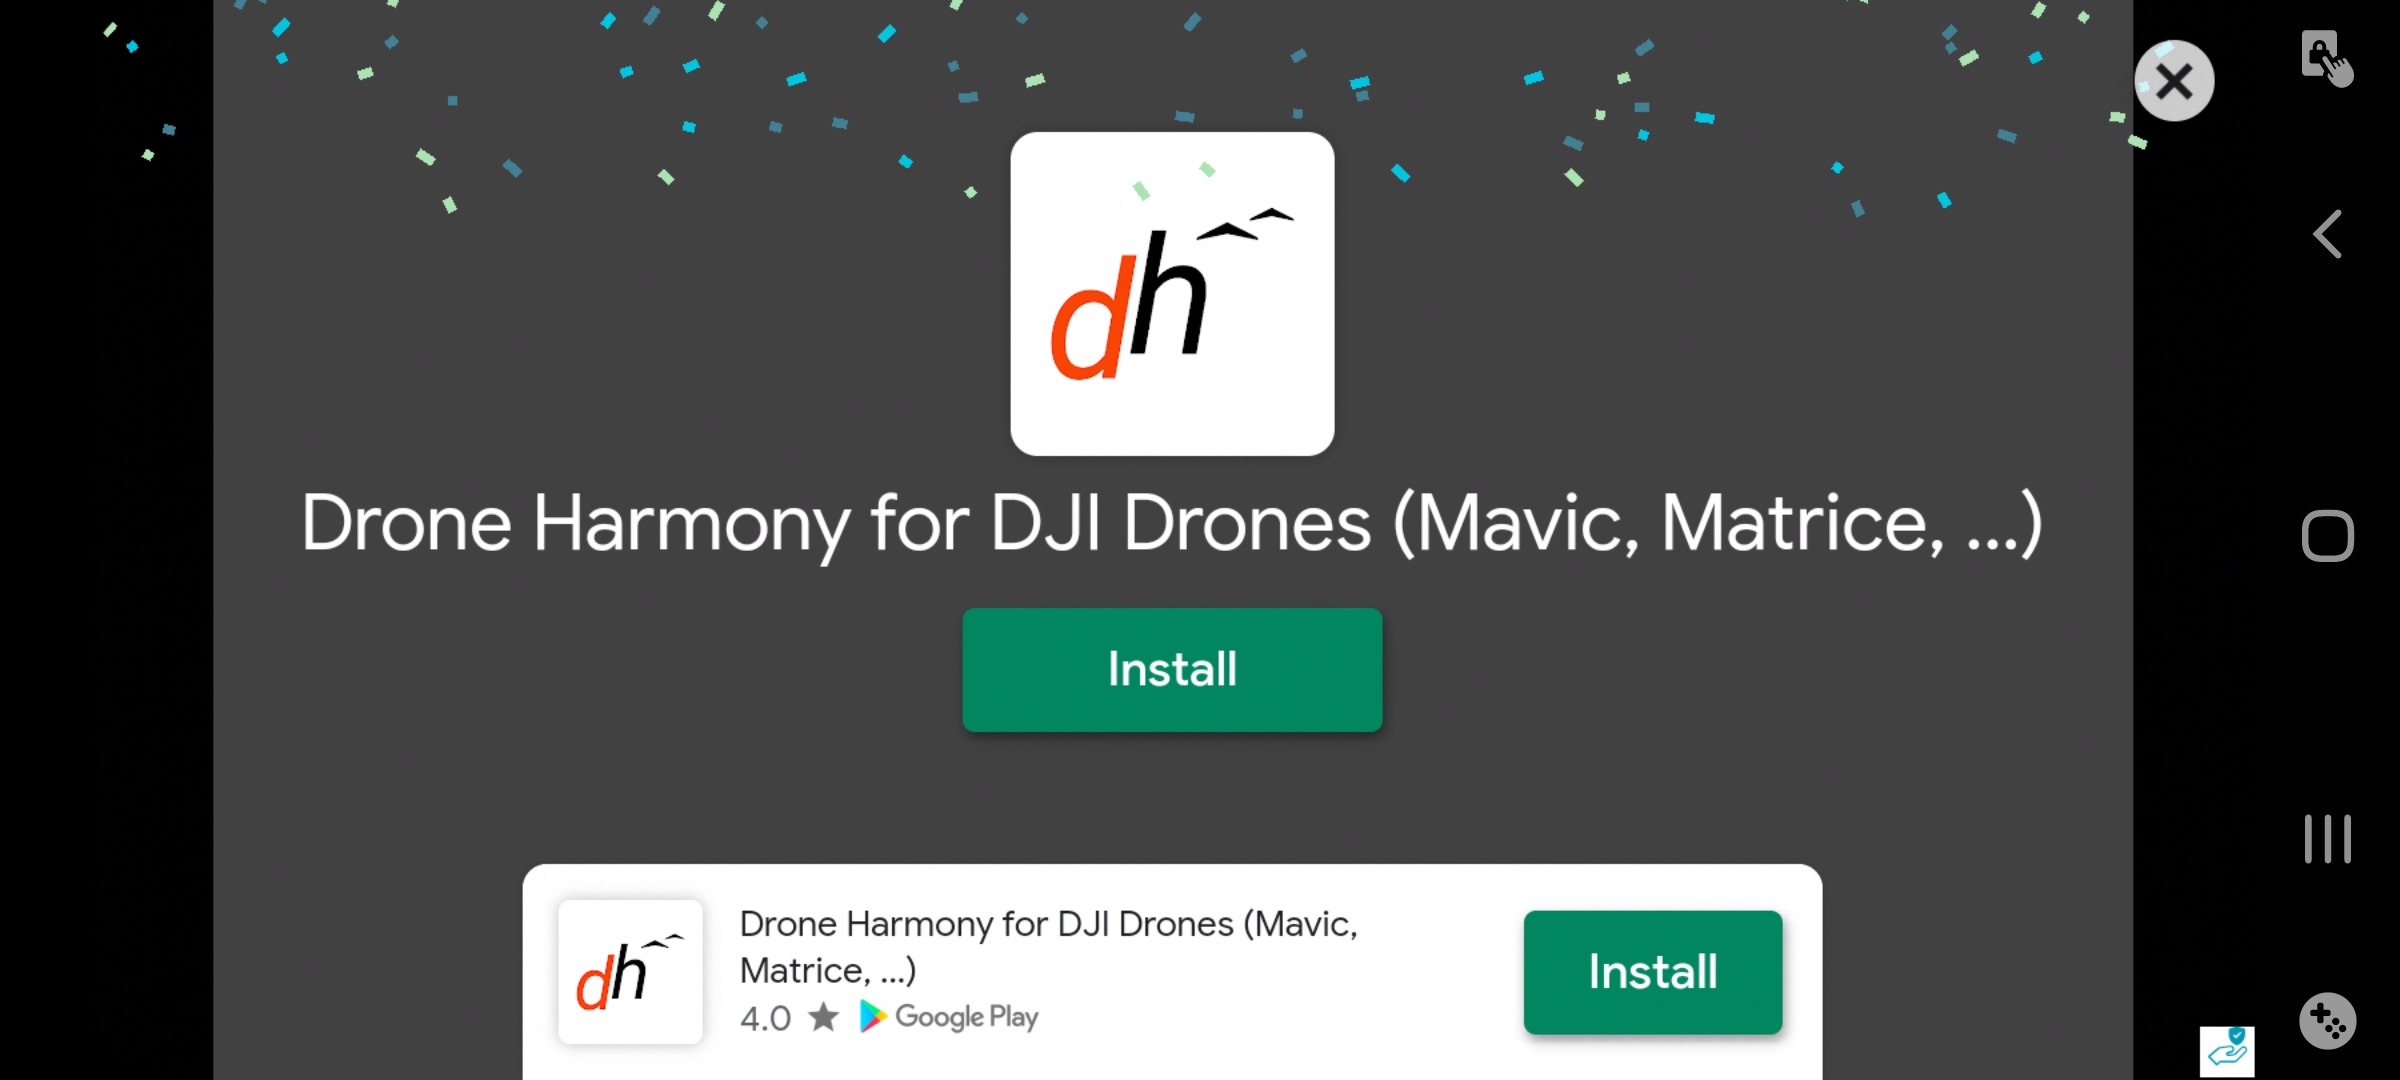 dh
Drone Harmony for DJI Drones (Mavic, Matrice, ...)
Install
dh
Drone Harmony for DJI Drones (Mavic,
Matrice, ...)
4.0 ★ Google Play
Install